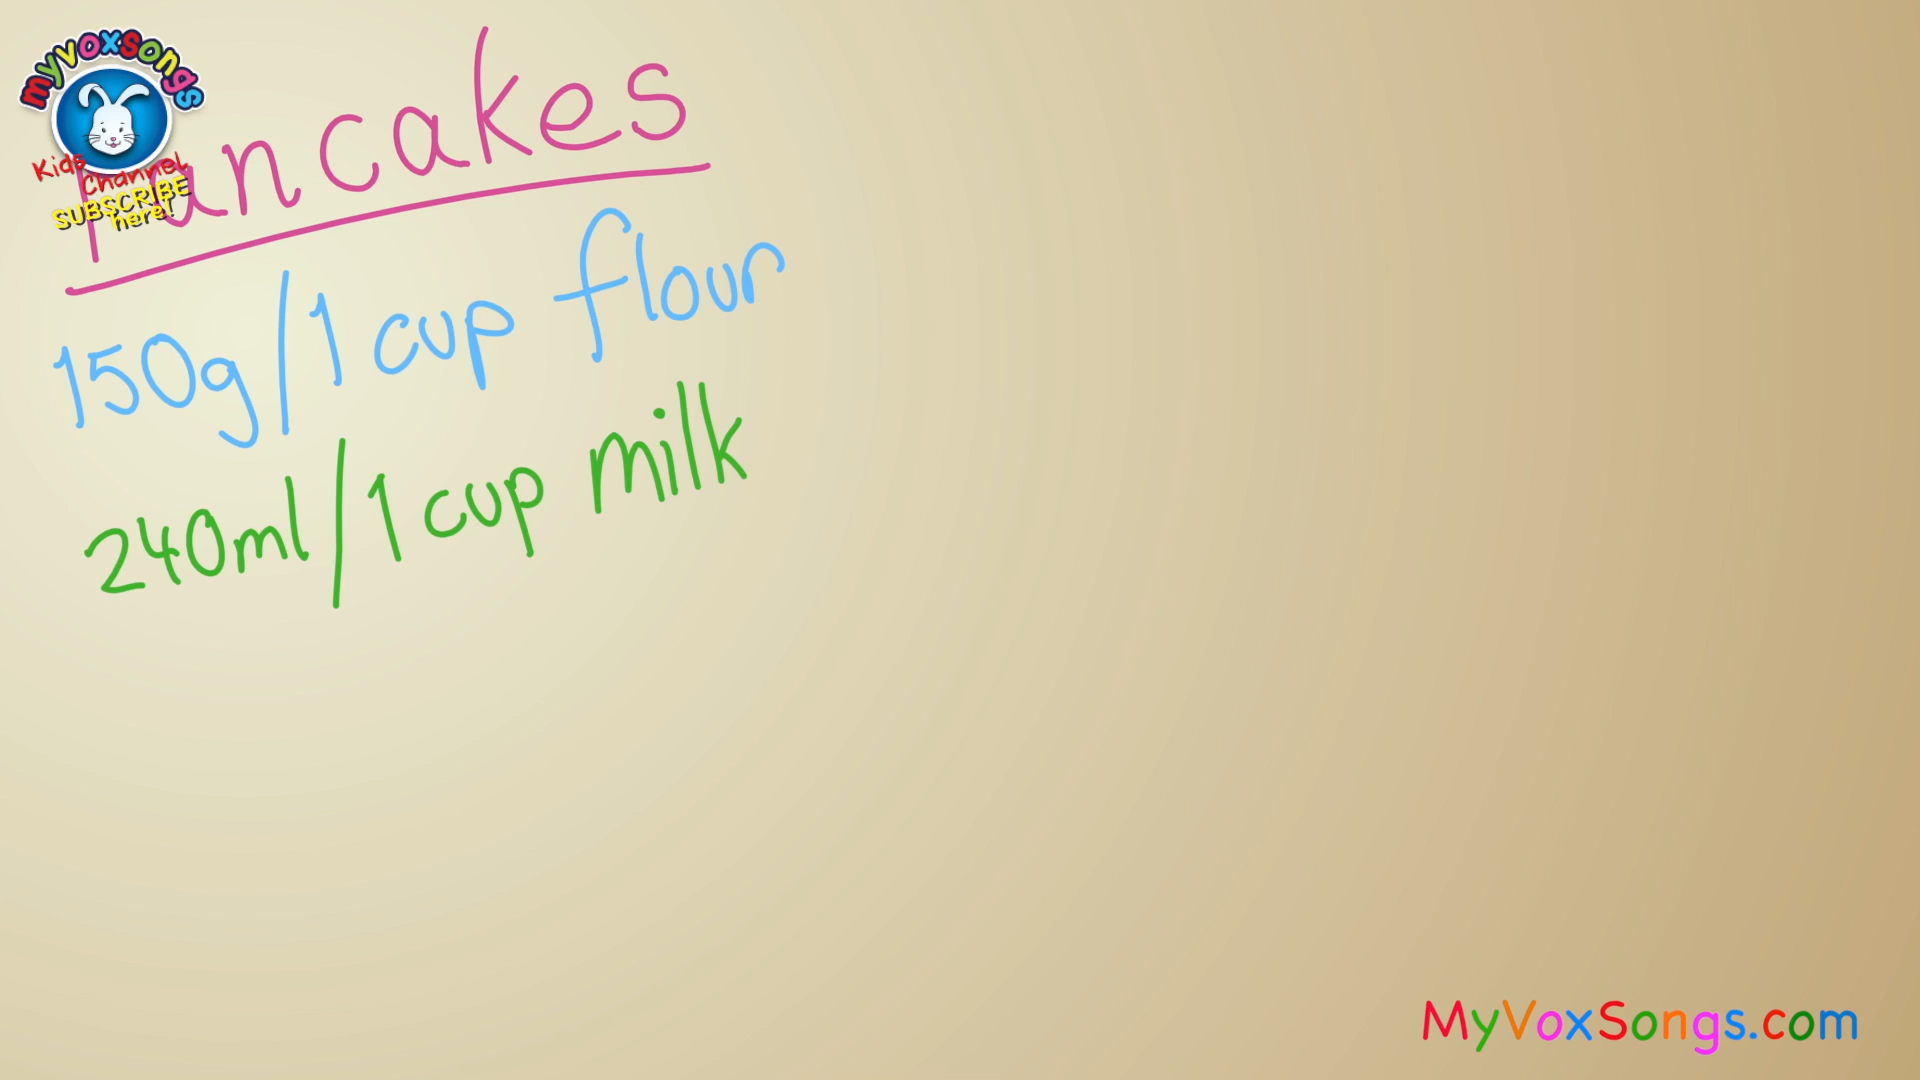 myvoxsongs
Kids Channel
SUBSCRIBE
here!
Pancakes
150g/1 cup flour
240ml/1 cup milk
MyVoxSongs.com